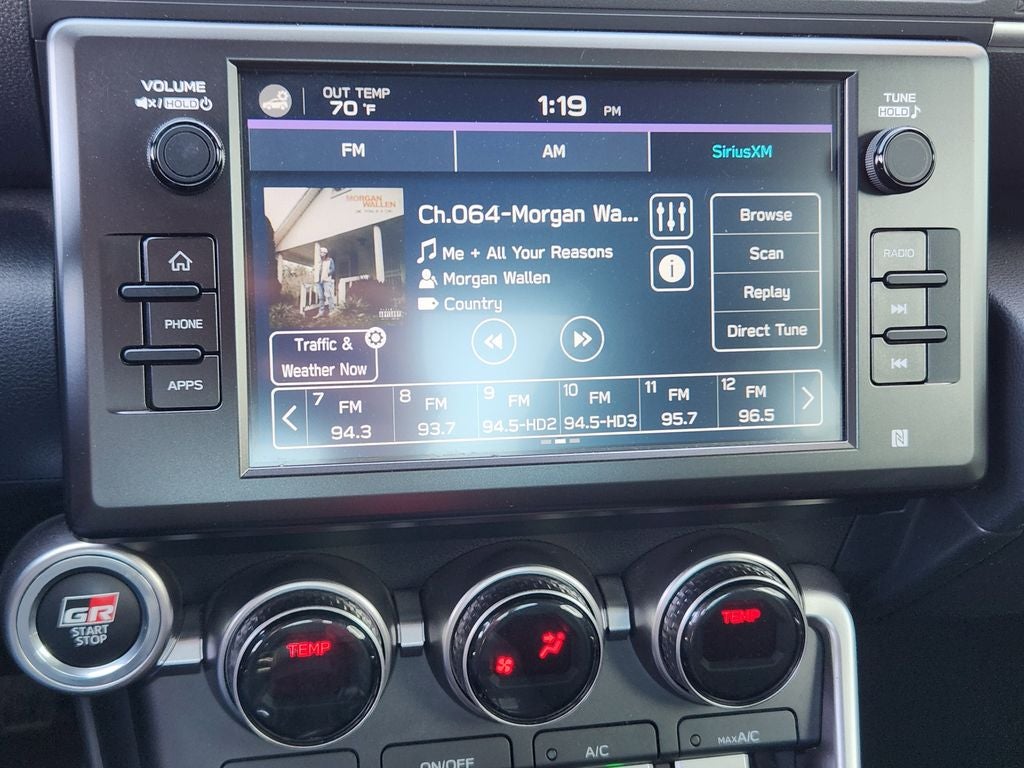 VOLUME
HOLD
OUT TEMP
70 °F
1:19 PM
TUNE
HOLD
FM
AM
SiriusXM
MORGAN
WALLEN
Ch.064-Morgan Wa...
Me + All Your Reasons
Morgan Wallen
Country
i
Browse
Scan
Replay
Direct Tune
Traffic &
Weather Now
7 FM
94.3
8 FM
93.7
9 FM
94.5-HD2
10 FM
94.5-HD3
11 FM
95.7
12 FM
96.5
PHONE
APPS
RADIO
N
GR
START
STOP
TEMP
TEMP
ON/OFF
A/C
MAX A/C